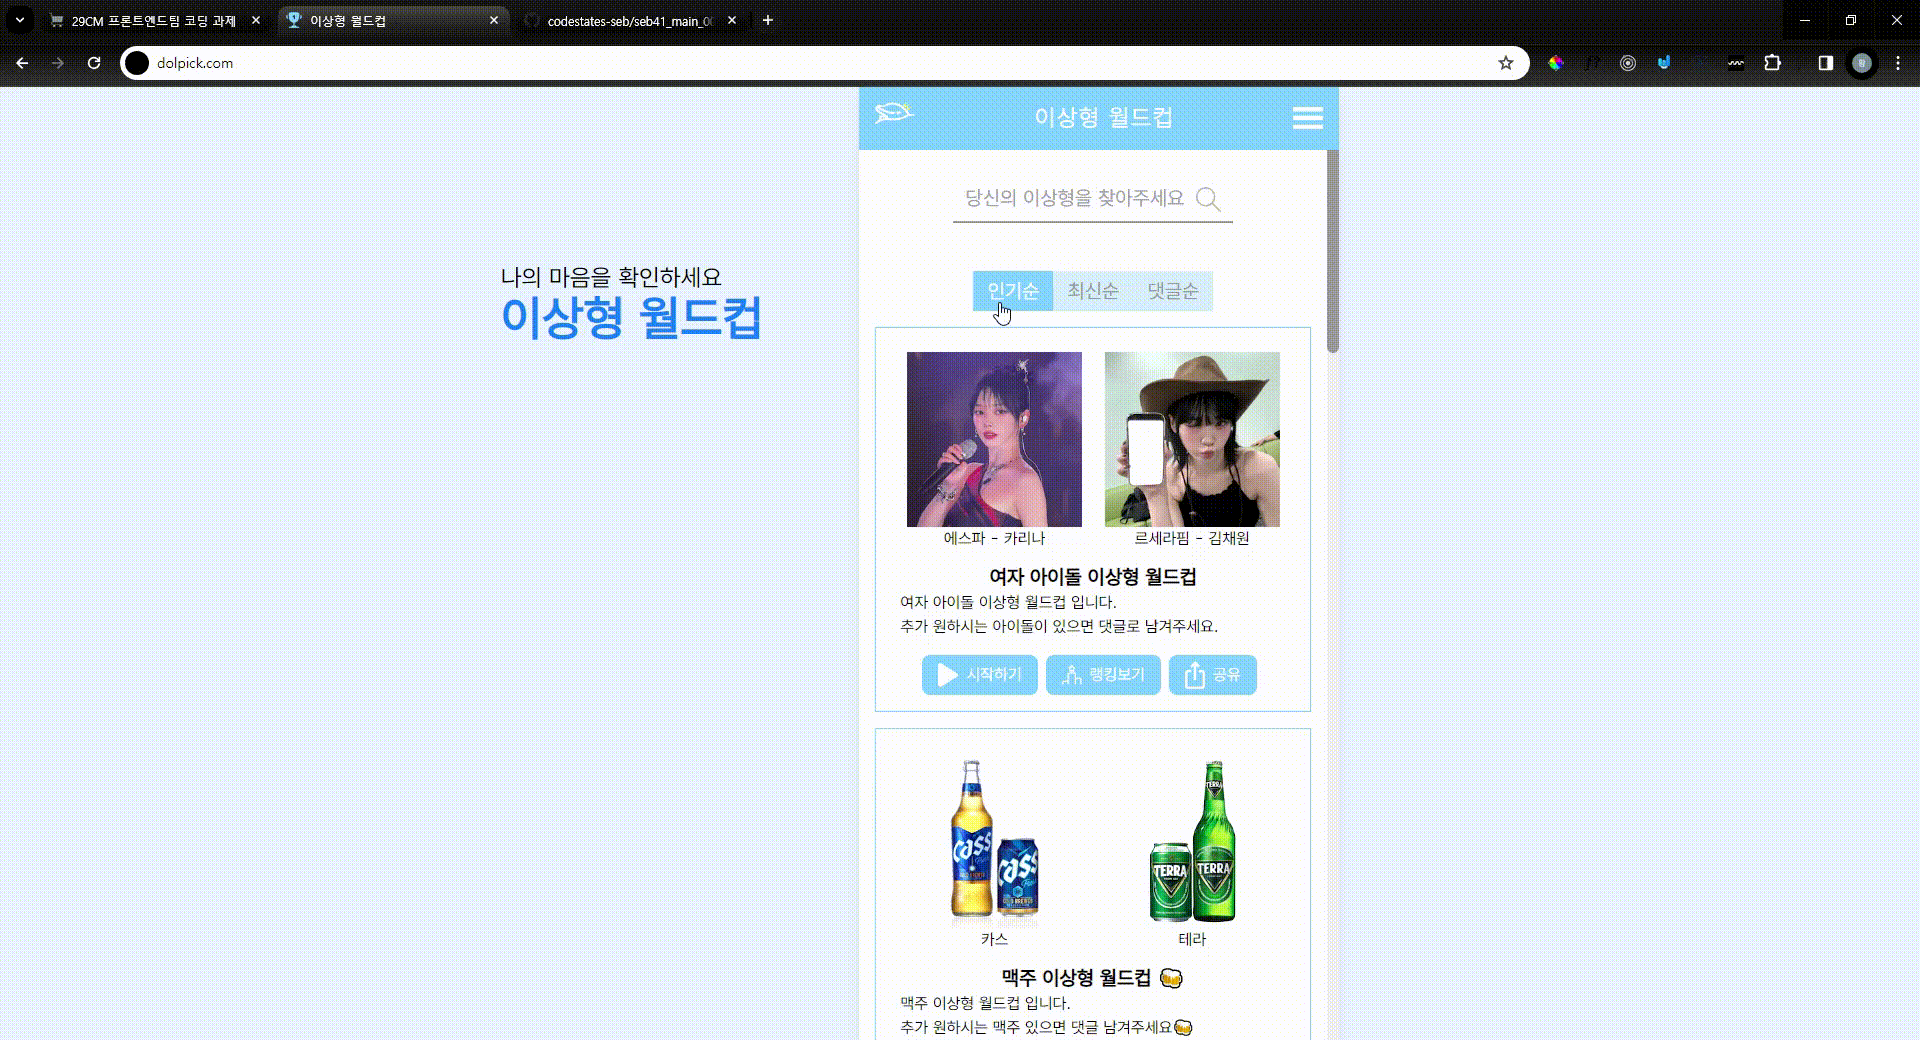 29CM 프론트엔드팀 코딩 과제
이상형 월드컵
codestates-seb/seb41_main_0
dolpick.com
이상형 월드컵
당신의 이상형을 찾아주세요
나의 마음을 확인하세요
이상형 월드컵
인기순 최신순 댓글순
에스파 - 카리나 르세라핌 - 김채원
여자 아이돌 이상형 월드컵
여자 아이돌 이상형 월드컵 입니다.
추가 원하시는 아이돌이 있으면 댓글로 남겨주세요.
시작하기 랭킹보기 공유
cass cass TERRA TERRA
카스 테라
맥주 이상형 월드컵 🍻
맥주 이상형 월드컵 입니다.
추가 원하시는 맥주 있으면 댓글 남겨주세요🍻